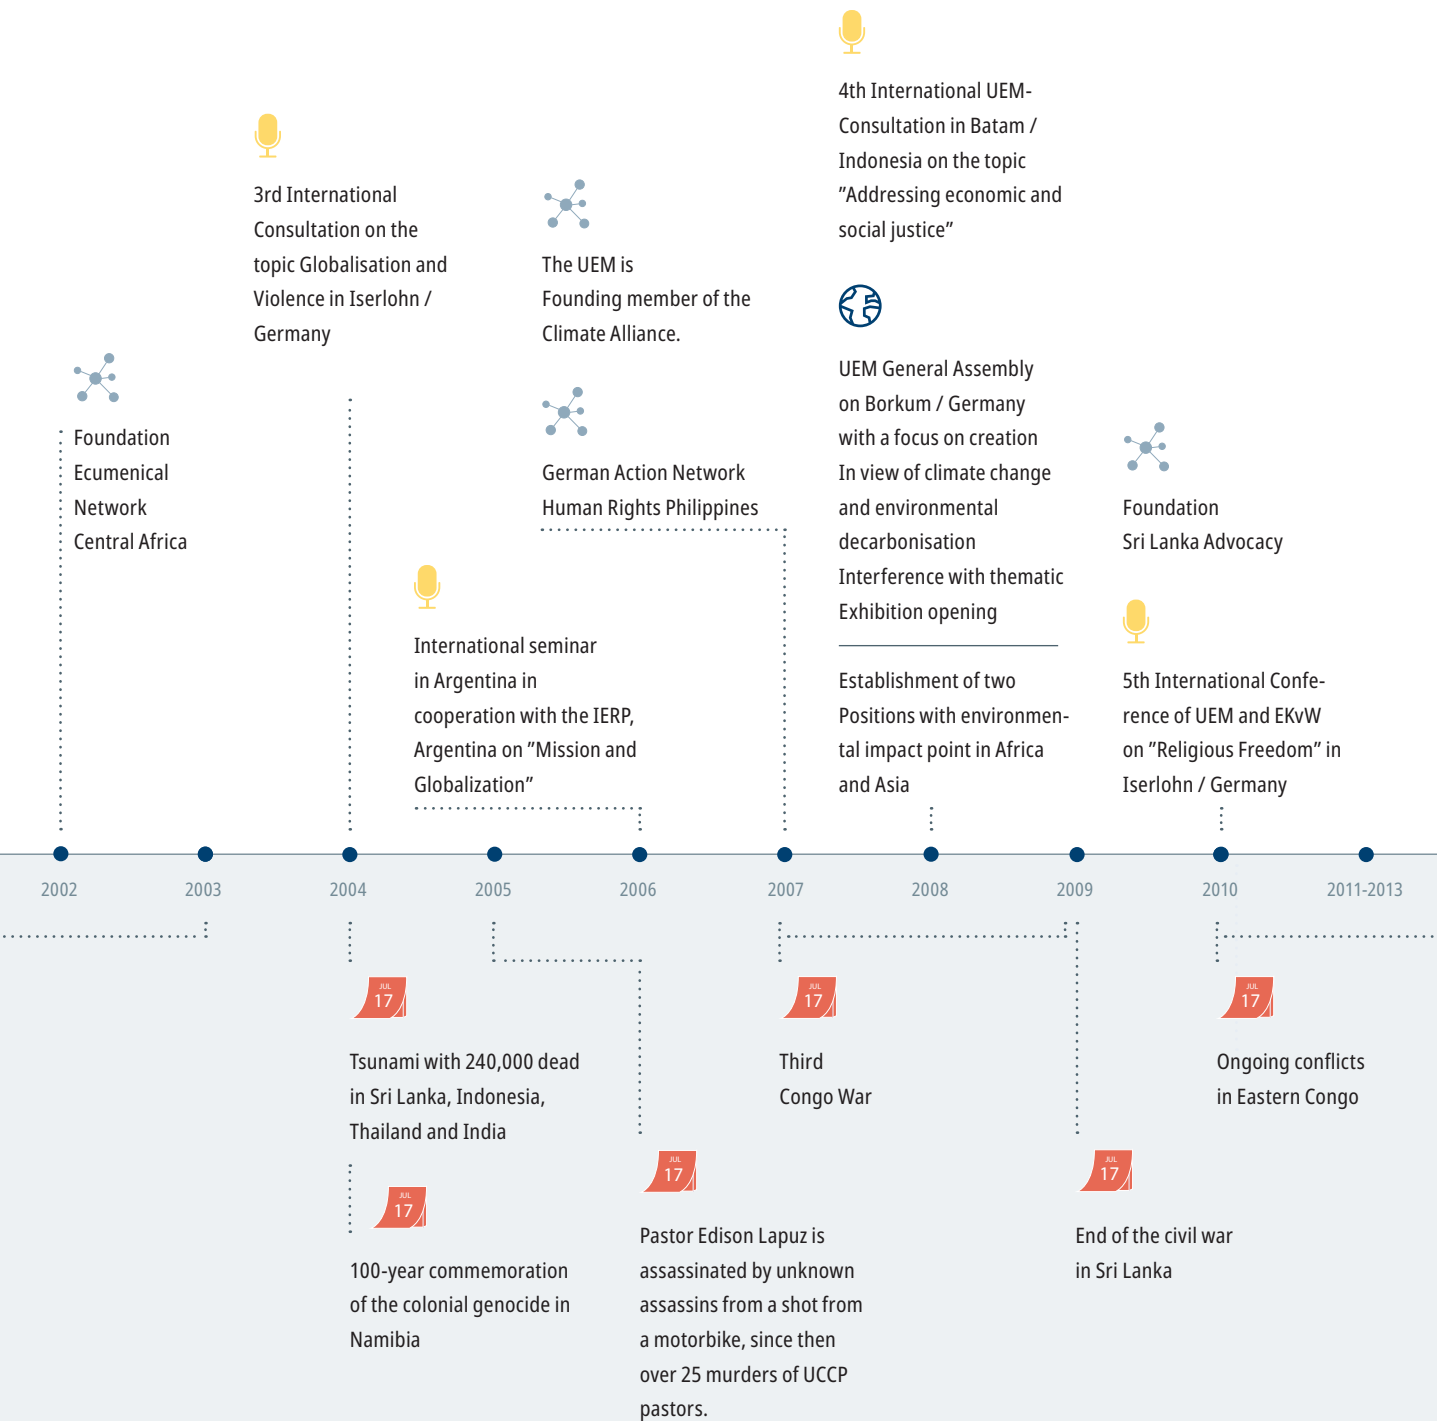 Foundation
Ecumenical
Network
Central Africa
3rd International
Consultation on the
topic Globalisation and
Violence in Iserlohn /
Germany
International seminar
in Argentina in
cooperation with the IERP,
Argentina on ”Mission and
Globalization”
The UEM is
Founding member of the
Climate Alliance.
German Action Network
Human Rights Philippines
4th International UEM-
Consultation in Batam /
Indonesia on the topic
”Addressing economic and
social justice”
UEM General Assembly
on Borkum / Germany
with a focus on creation
In view of climate change
and environmental
decarbonisation
Interference with thematic
Exhibition opening
Establishment of two
Positions with environmen-
tal impact point in Africa
and Asia
Foundation
Sri Lanka Advocacy
5th International Confe-
rence of UEM and EKvW
on ”Religious Freedom” in
Iserlohn / Germany
2002
2003
2004
2005
2006
2007
2008
2009
2010
2011-2013
JUL
17
Tsunami with 240,000 dead
in Sri Lanka, Indonesia,
Thailand and India
JUL
17
100-year commemoration
of the colonial genocide in
Namibia
JUL
17
Pastor Edison Lapuz is
assassinated by unknown
assassins from a shot from
a motorbike, since then
over 25 murders of UCCP
pastors.
JUL
17
Third
Congo War
JUL
17
End of the civil war
in Sri Lanka
JUL
17
Ongoing conflicts
in Eastern Congo